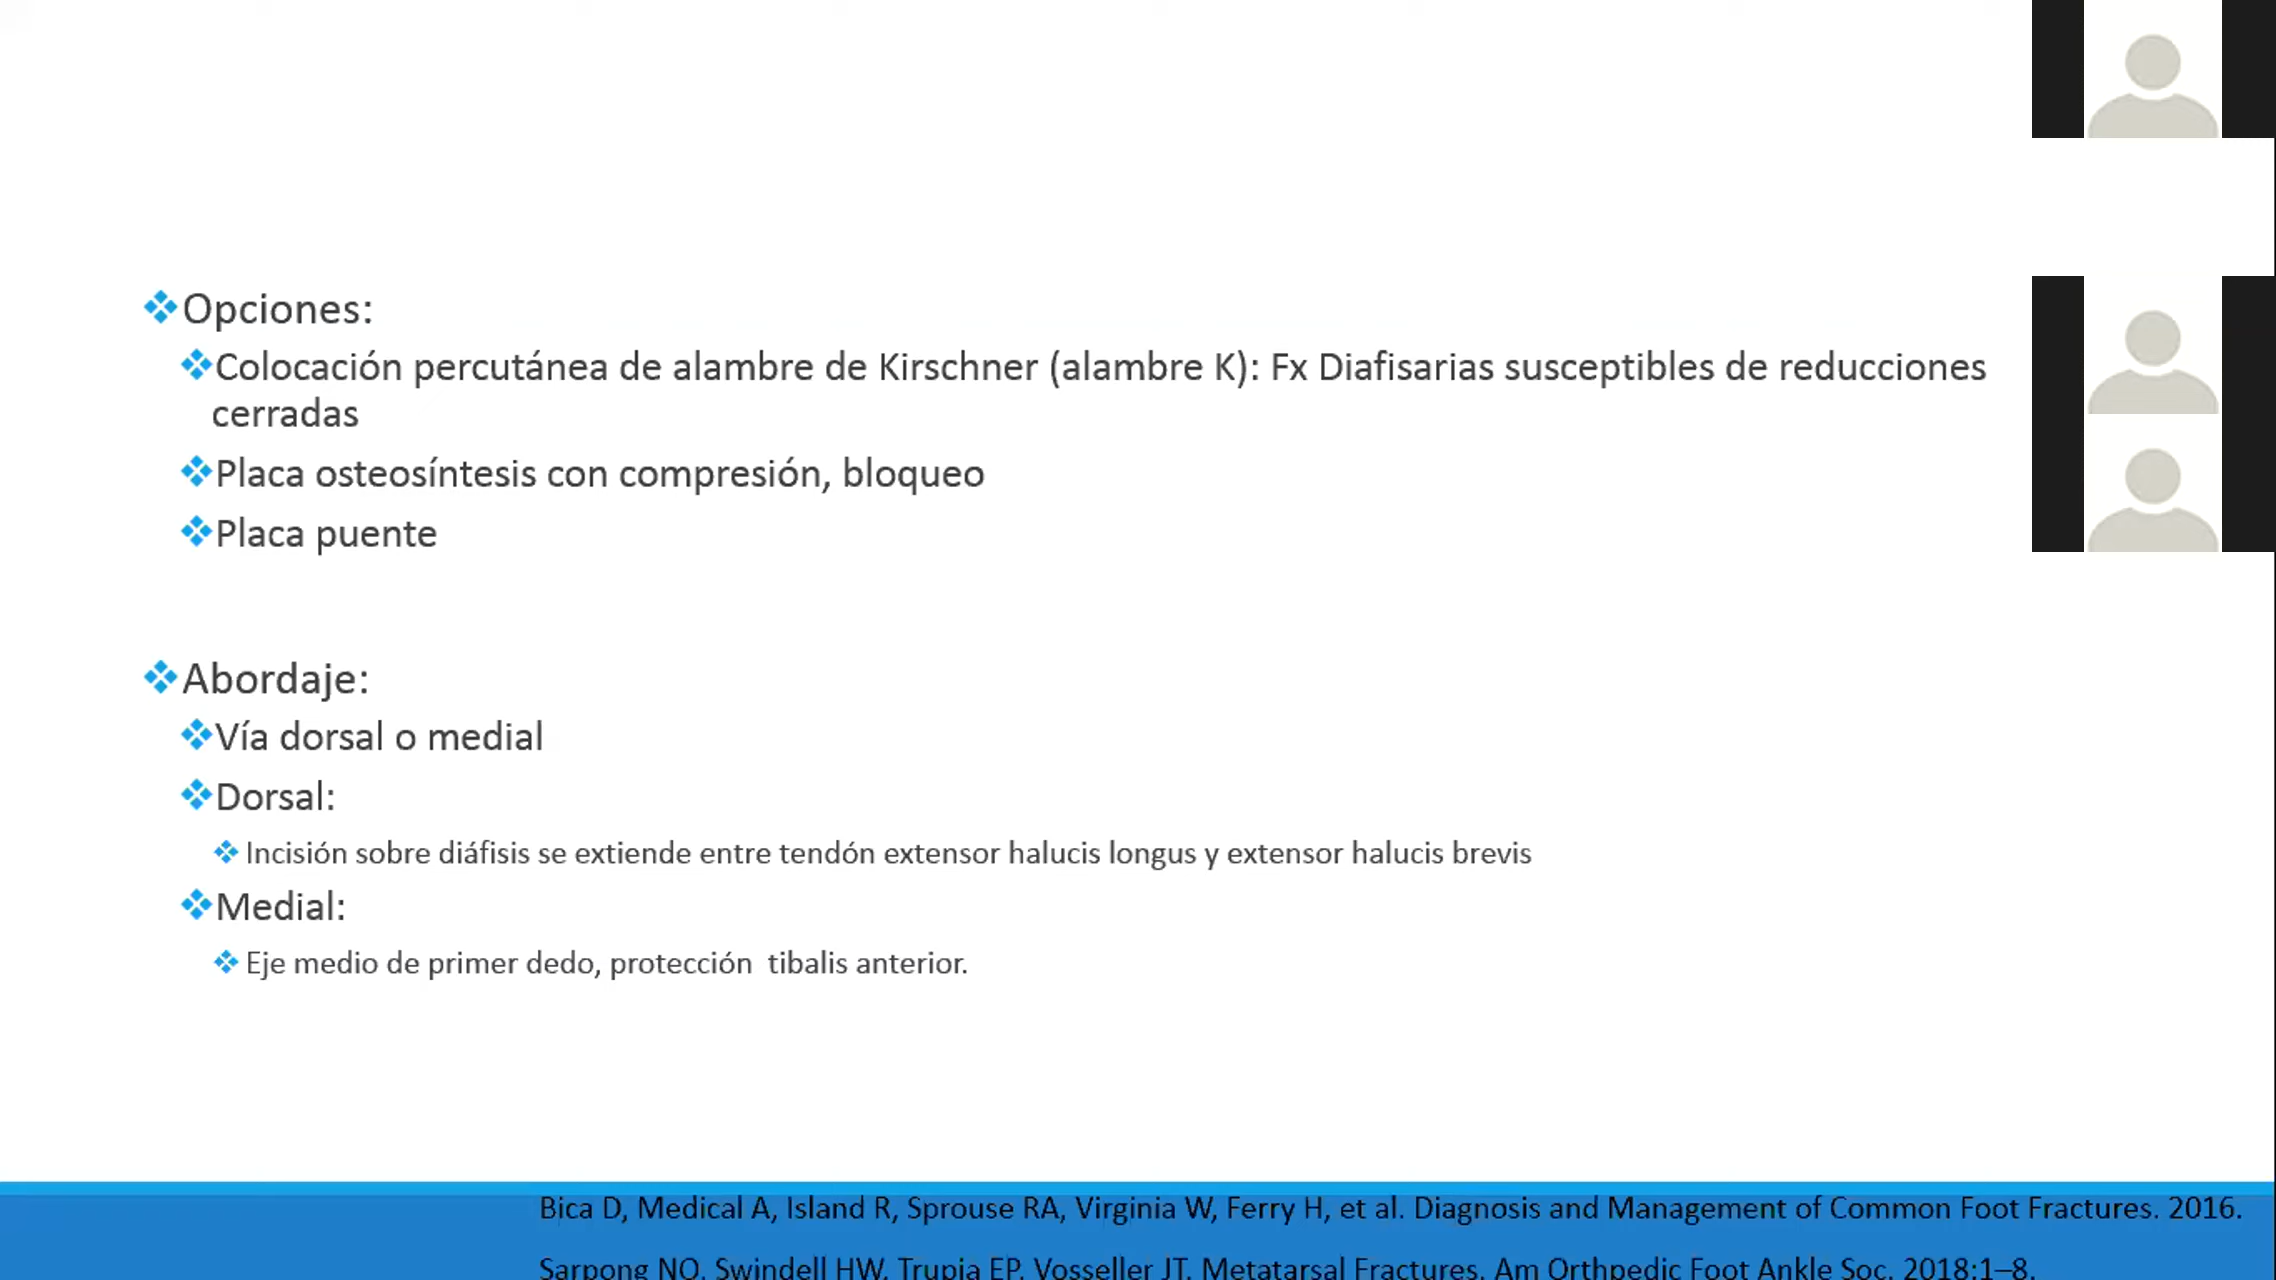 Opciones:
Colocación percutánea de alambre de Kirschner (alambre K): Fx Diafisarias susceptibles de reducciones
cerradas
Placa osteosíntesis con compresión, bloqueo
Placa puente
Abordaje:
Vía dorsal o medial
Dorsal:
Incisión sobre diáfisis se extiende entre tendón extensor halucis longus y extensor halucis brevis
Medial:
Eje medio de primer dedo, protección tibalis anterior.
Bica D, Medical A, Island R, Sprouse RA, Virginia W, Ferry H, et al. Diagnosis and Management of Common Foot Fractures. 2016.
Sarpong NO, Swindell HW, Trupia EP, Vosseller JT. Metatarsal Fractures. Am Orthpedic Foot Ankle Soc. 2018;1–8.